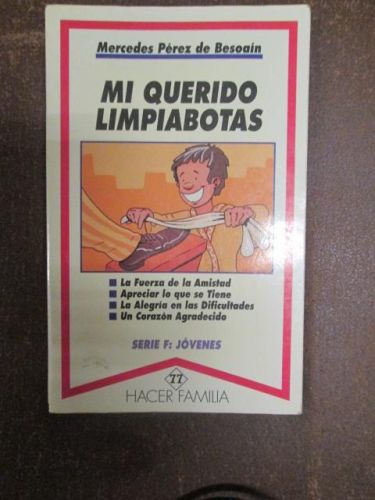 Mercedes Pérez de Besoaín
MI QUERIDO
LIMPIABOTAS
La Fuerza de la Amistad
Apreciar lo que se Tiene
La Alegría en las Dificultades
Un Corazón Agradecido
SERIE F: JÓVENES
77
HACER FAMILIA